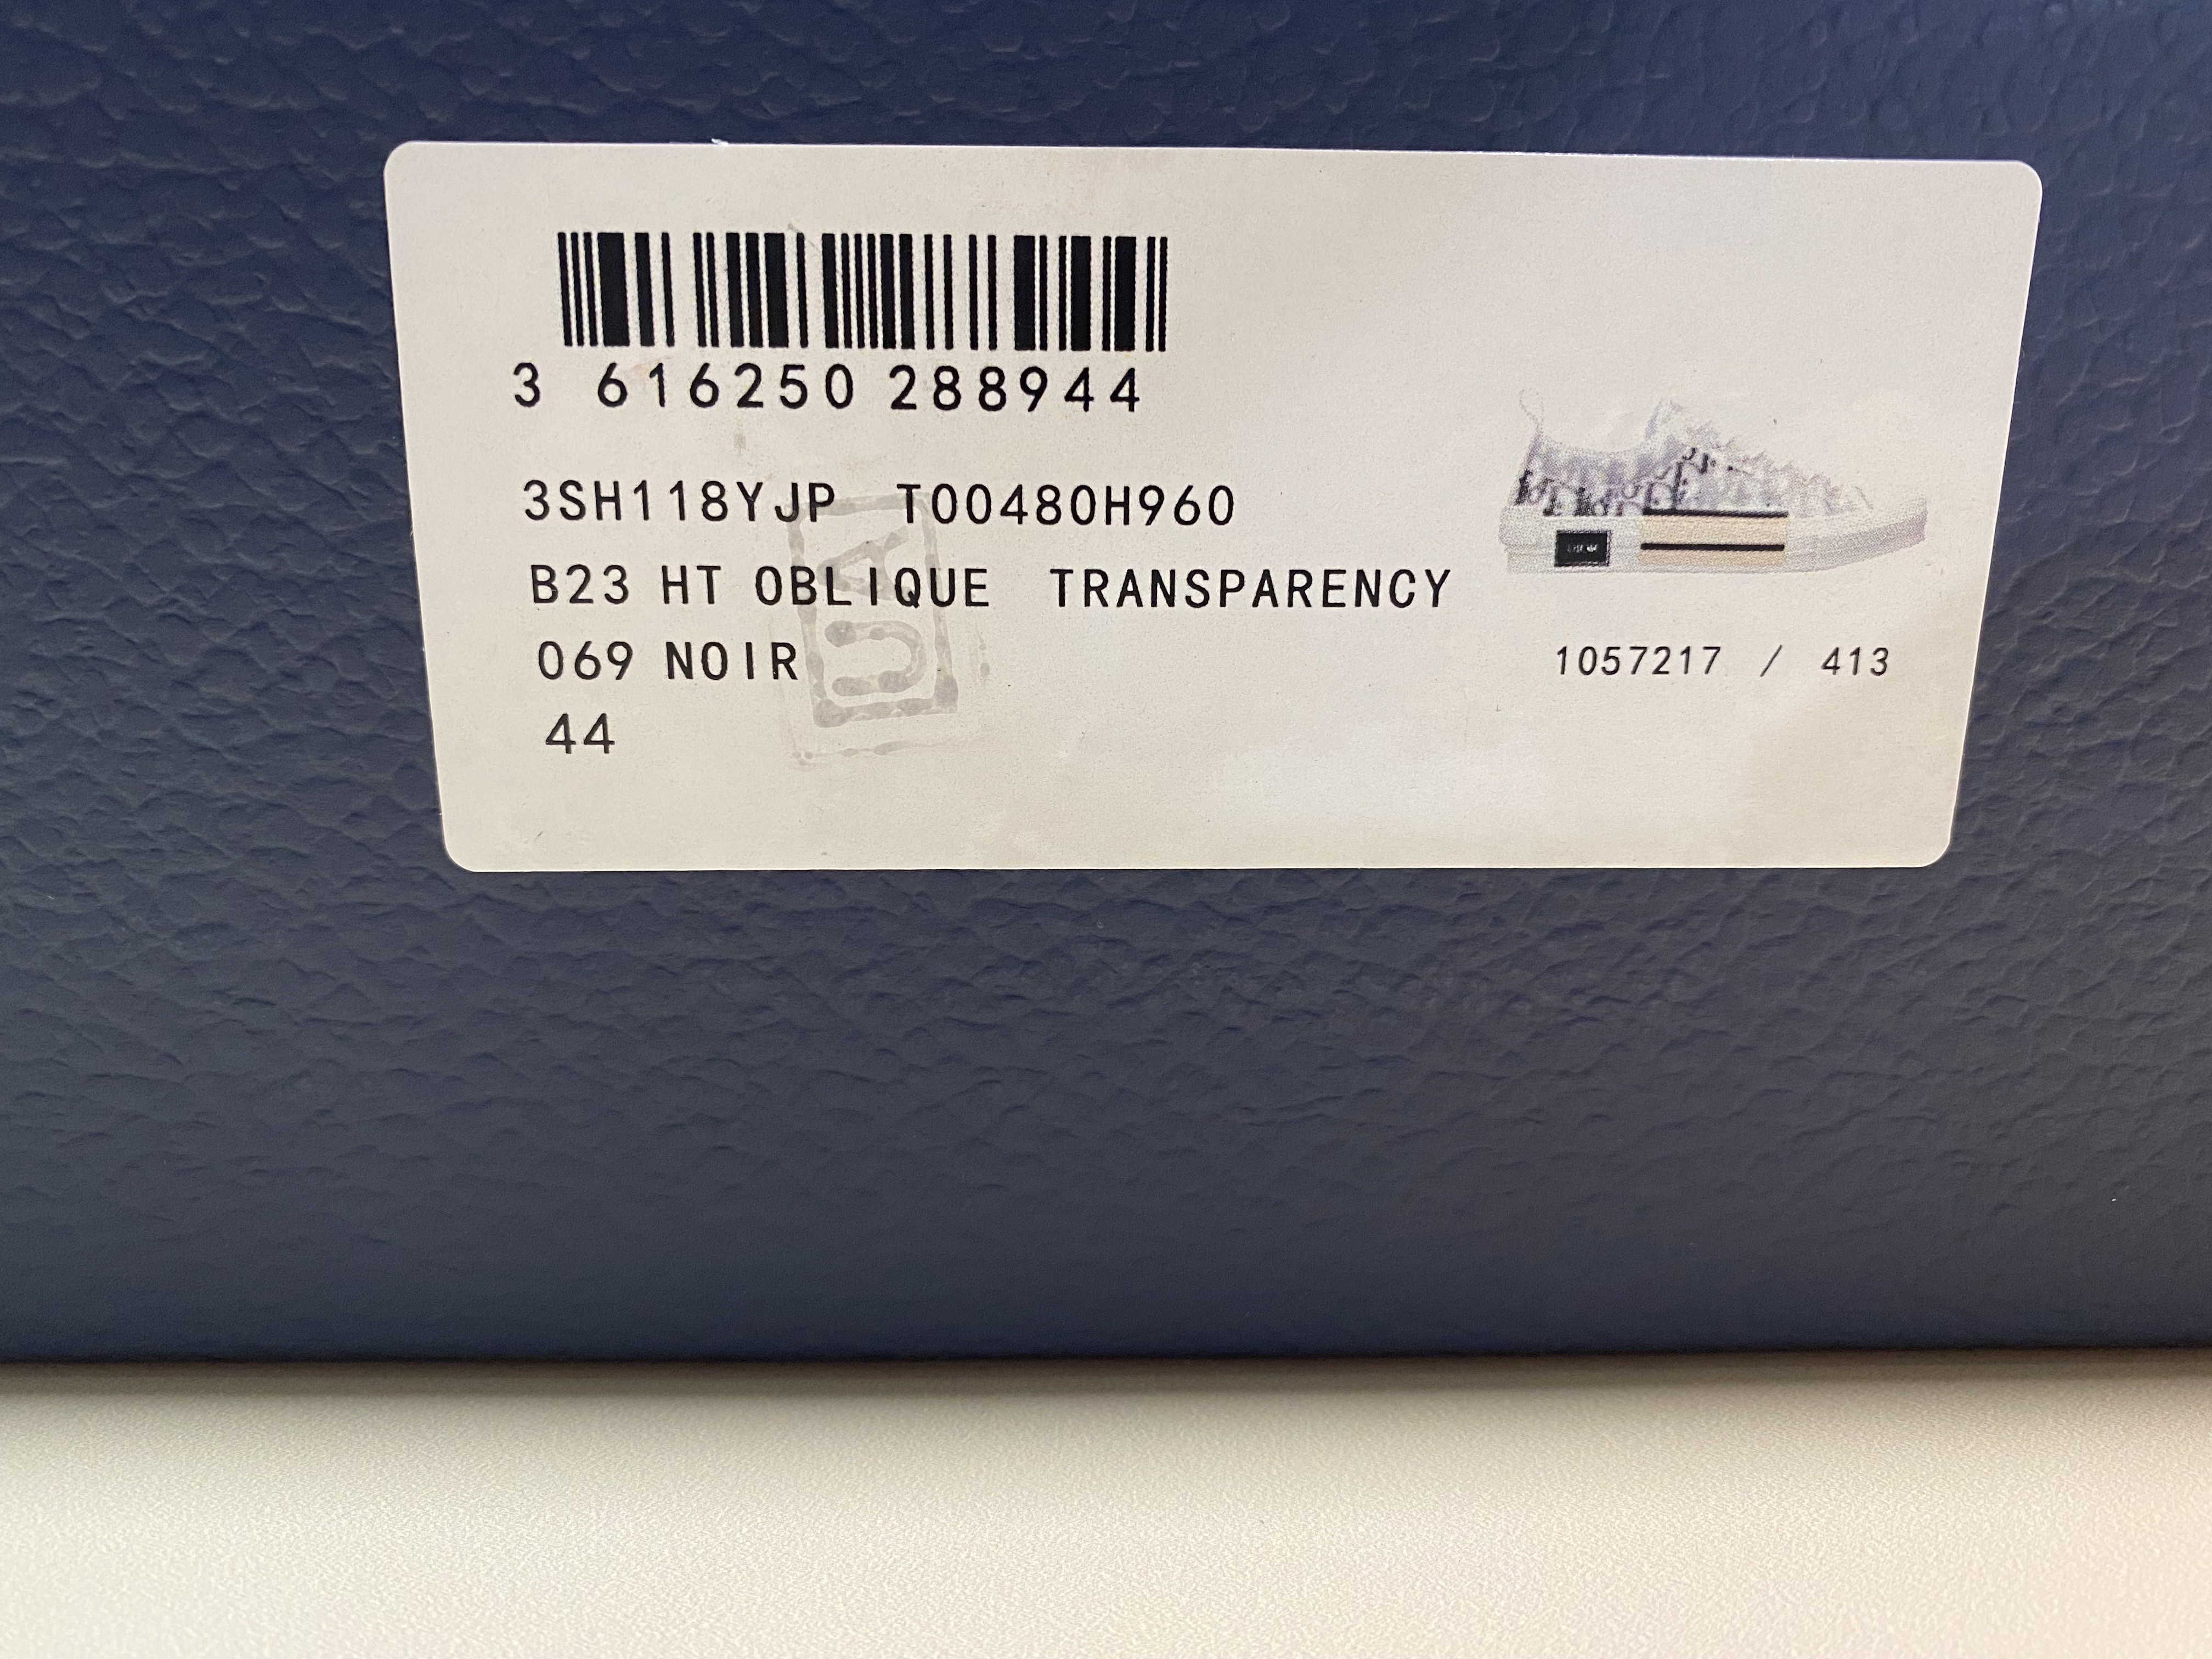 3 616250 288944
3SH118YJP T00480H960
B23 HT OBLIQUE TRANSPARENCY
069 NOIR
44
1057217 / 413